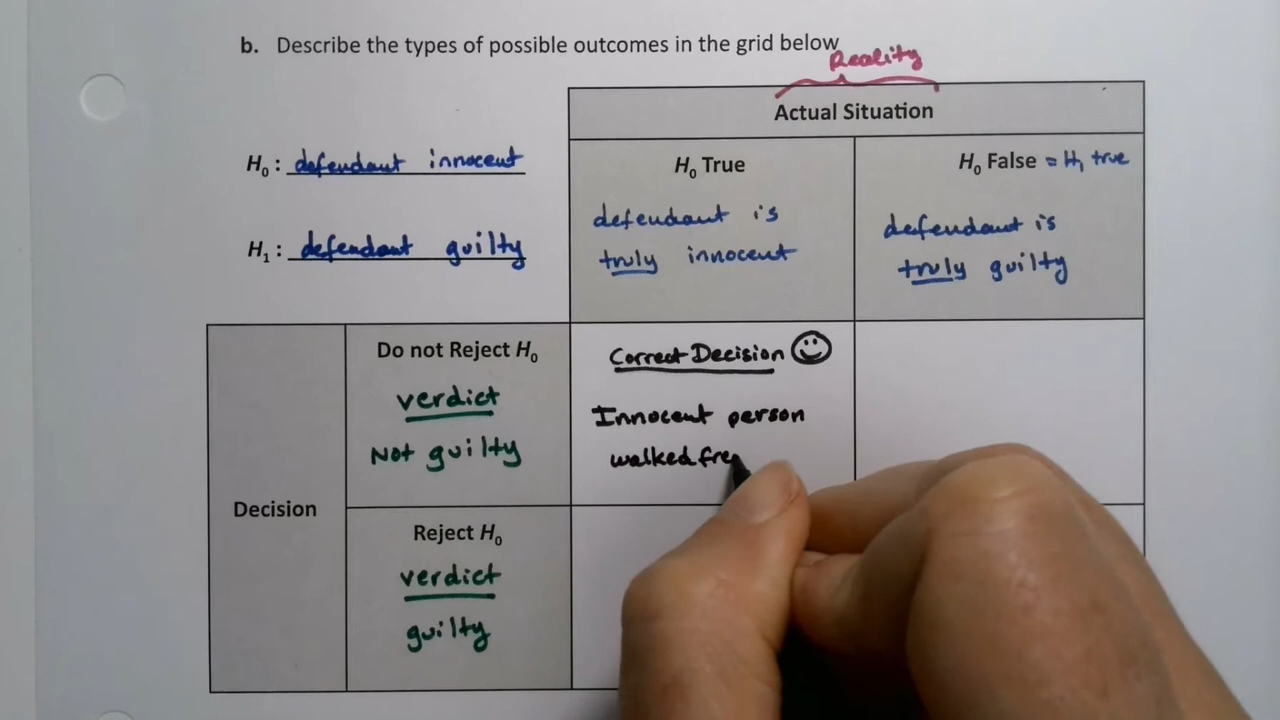 b. Describe the types of possible outcomes in the grid below
Reality
Actual Situation
H0 : defendant innocent
H1 : defendant guilty
H0 True
defendant is
truly innocent
H0 False = H1 true
defendant is
truly guilty
Decision
Do not Reject H0
verdict
Not guilty
Correct Decision
Innocent person
walked fre
Reject H0
verdict
guilty